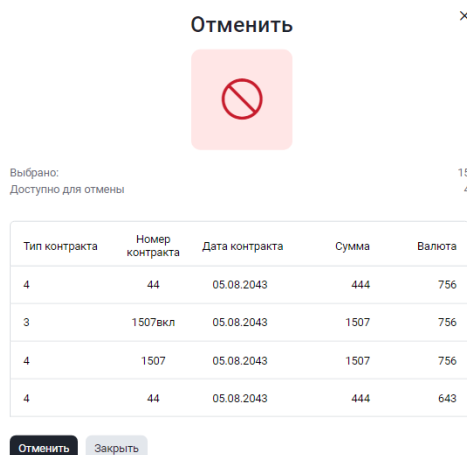 Отменить
Выбрано: 15
Доступно для отмены 4
Тип контракта Номер контракта Дата контракта Сумма Валюта
4 44 05.08.2043 444 756
3 1507вкл 05.08.2043 1507 756
4 1507 05.08.2043 1507 756
4 44 05.08.2043 444 643
Отменить Закрыть